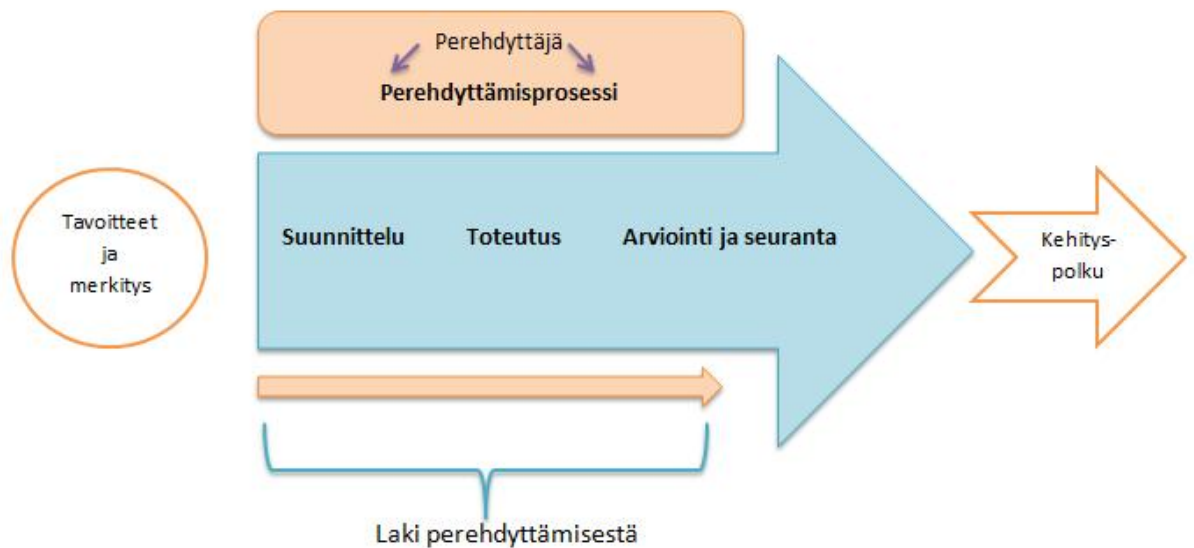 Perehdyttäjä
Perehdyttämisprosessi
Tavoitteet
ja
merkitys
Suunnittelu Toteutus Arviointi ja seuranta
Kehitys-
polku
Laki perehdyttämisestä